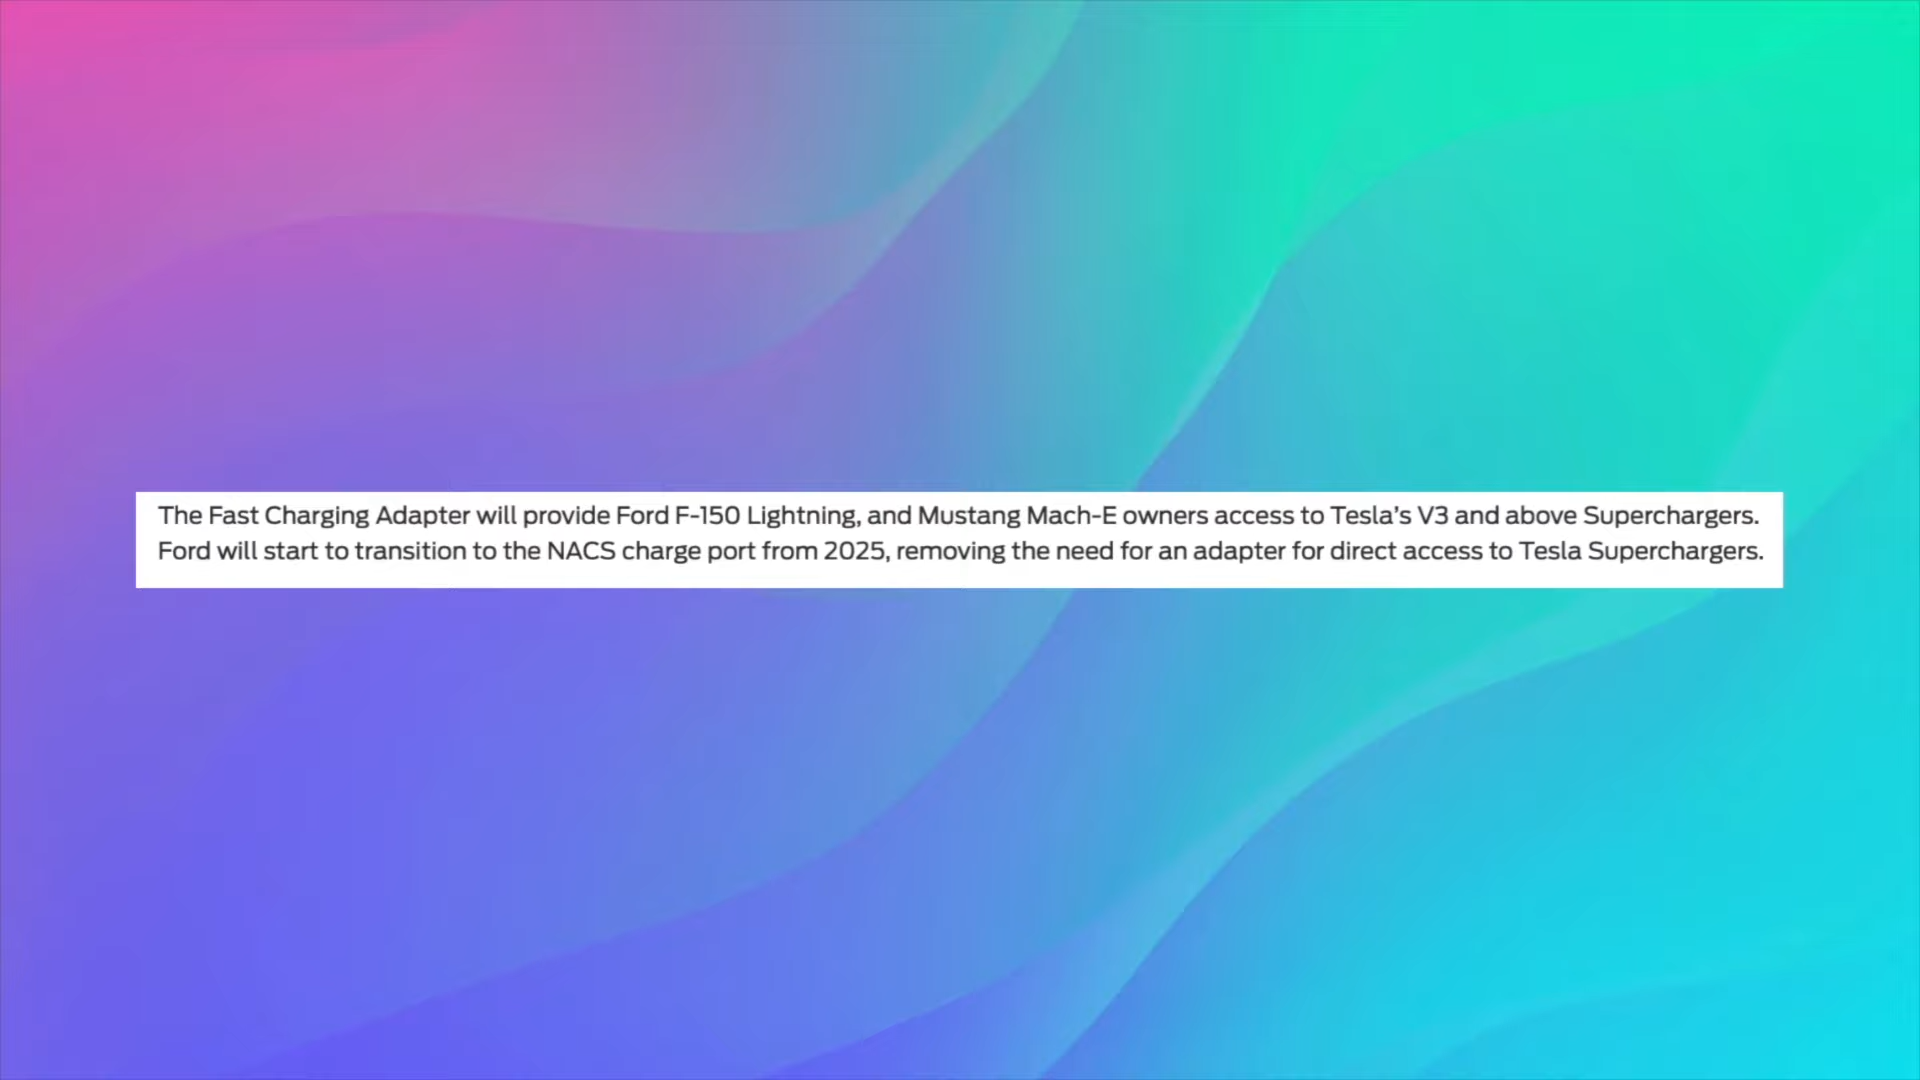 The Fast Charging Adapter will provide Ford F-150 Lightning, and Mustang Mach-E owners access to Tesla's V3 and above Superchargers.
Ford will start to transition to the NACS charge port from 2025, removing the need for an adapter for direct access to Tesla Superchargers.